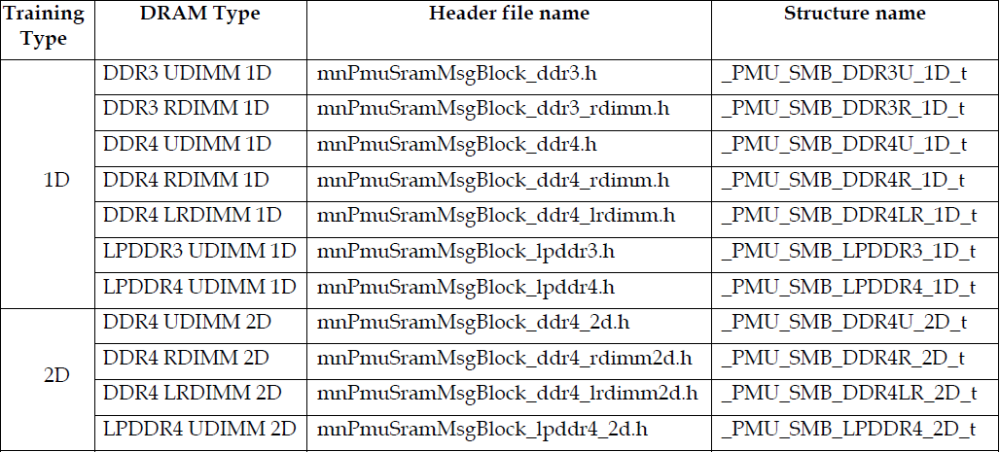 Training Type DRAM Type Header file name Structure name
1D
DDR3 UDIMM 1D mnPmuSramMsgBlock_ddr3.h _PMU_SMB_DDR3U_1D_t
DDR3 RDIMM 1D mnPmuSramMsgBlock_ddr3_rdimm.h _PMU_SMB_DDR3R_1D_t
DDR4 UDIMM 1D mnPmuSramMsgBlock_ddr4.h _PMU_SMB_DDR4U_1D_t
DDR4 RDIMM 1D mnPmuSramMsgBlock_ddr4_rdimm.h _PMU_SMB_DDR4R_1D_t
DDR4 LRDIMM 1D mnPmuSramMsgBlock_ddr4_lrdimm.h _PMU_SMB_DDR4LR_1D_t
LPDDR3 UDIMM 1D mnPmuSramMsgBlock_lpddr3.h _PMU_SMB_LPDDR3_1D_t
LPDDR4 UDIMM 1D mnPmuSramMsgBlock_lpddr4.h _PMU_SMB_LPDDR4_1D_t
2D
DDR4 UDIMM 2D mnPmuSramMsgBlock_ddr4_2d.h _PMU_SMB_DDR4U_2D_t
DDR4 RDIMM 2D mnPmuSramMsgBlock_ddr4_rdimm2d.h _PMU_SMB_DDR4R_2D_t
DDR4 LRDIMM 2D mnPmuSramMsgBlock_ddr4_lrdimm2d.h _PMU_SMB_DDR4LR_2D_t
LPDDR4 UDIMM 2D mnPmuSramMsgBlock_lpddr4_2d.h _PMU_SMB_LPDDR4_2D_t